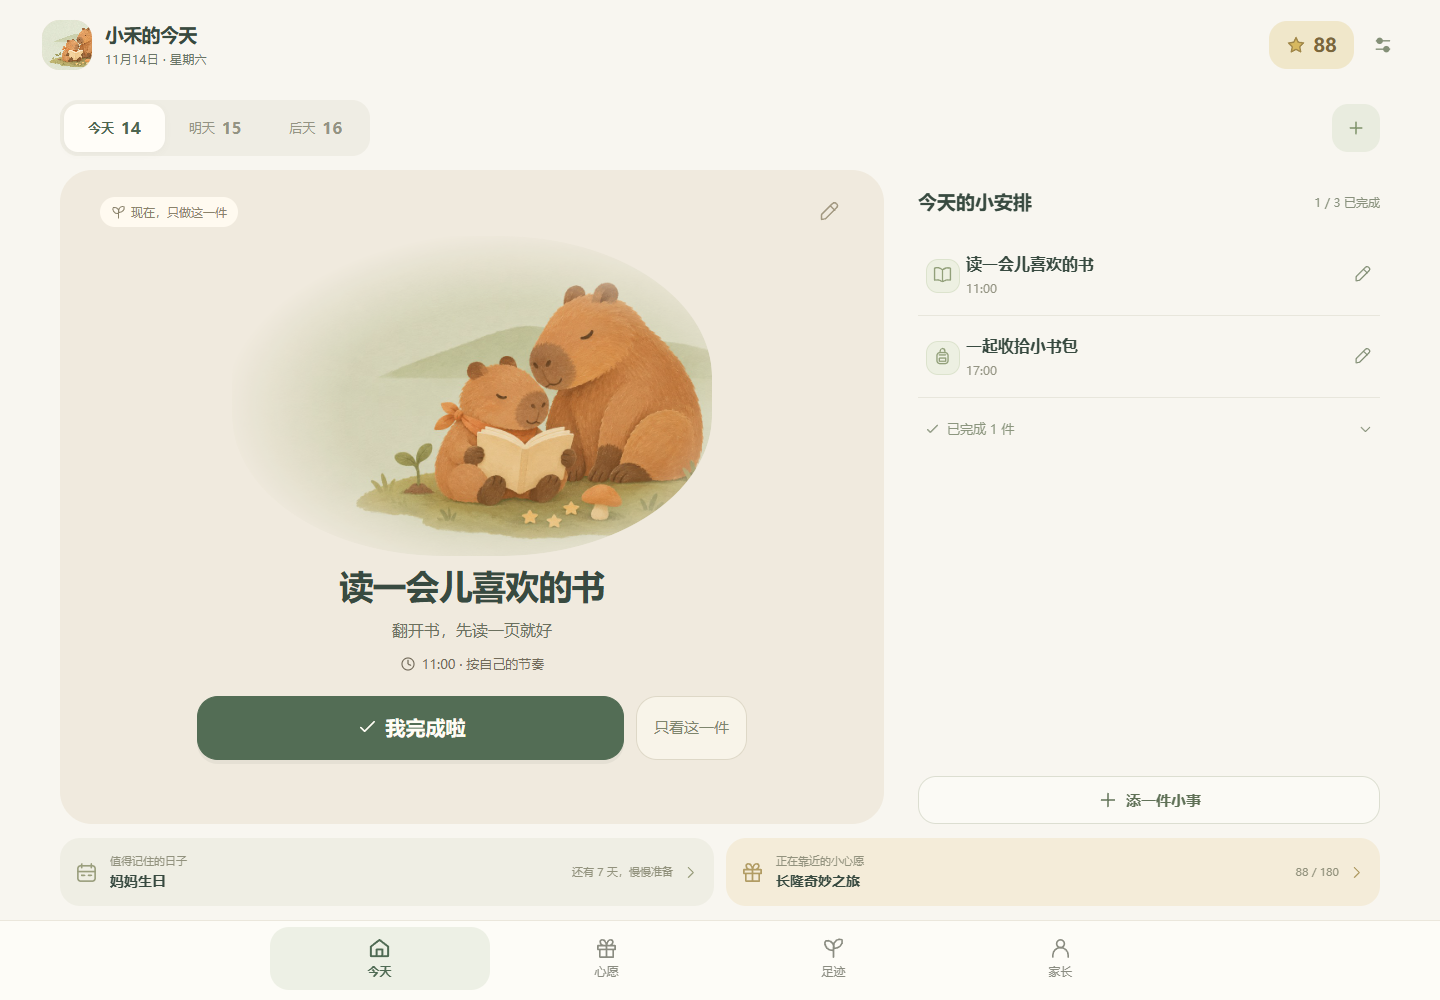 小禾的今天
11月14日 · 星期六
88
今天 14
明天 15
后天 16
现在，只做这一件
读一会儿喜欢的书
翻开书，先读一页就好
11:00 · 按自己的节奏
我完成啦
只看这一件
今天的小安排
1 / 3 已完成
读一会儿喜欢的书
11:00
一起收拾小书包
17:00
已完成 1 件
添一件小事
值得记住的日子
妈妈生日
还有 7 天，慢慢准备
正在靠近的小心愿
长隆奇妙之旅
88 / 180
今天
心愿
足迹
家长